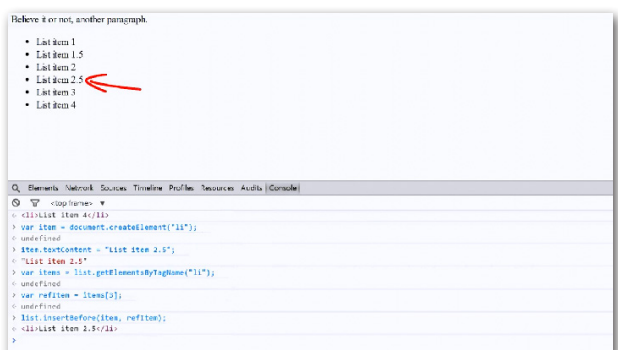 Believe it or not, another paragraph.
List item 1
List item 1.5
List item 2
List item 2.5
List item 3
List item 4
Elements Network Sources Timeline Profiles Resources Audits Console
<top frame>
<li>List item 4</li>
var item = document.createElement("li");
undefined
item.textContent = "List item 2.5";
"List item 2.5"
var items = list.getElementsByTagName("li");
undefined
var refItem = items[3];
undefined
list.insertBefore(item, refItem);
<li>List item 2.5</li>